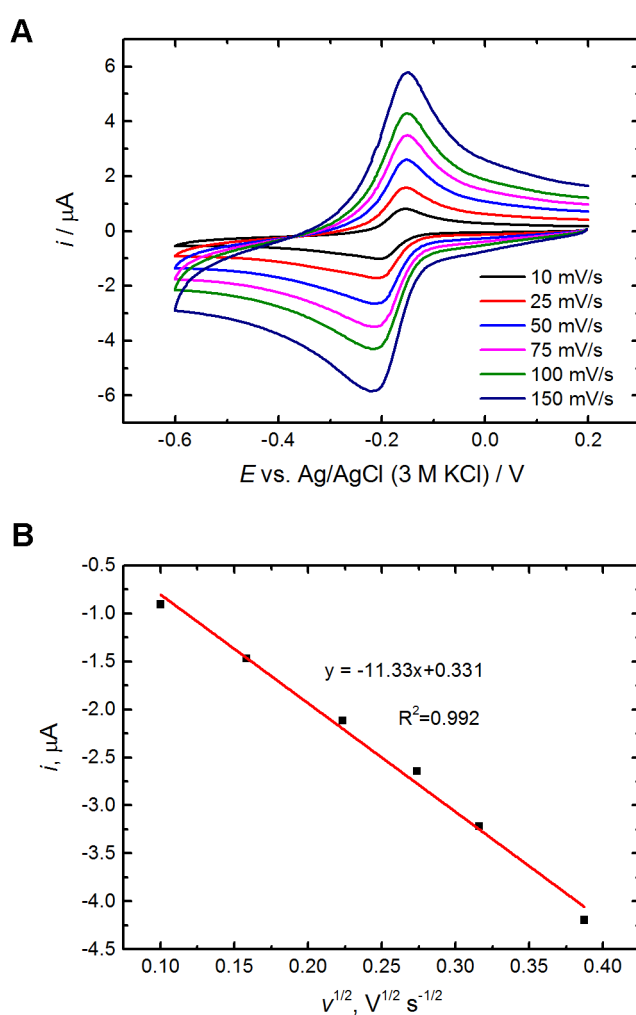 A
6
4
2
0
-2
-4
-6
i / μA
10 mV/s
25 mV/s
50 mV/s
75 mV/s
100 mV/s
150 mV/s
-0.6 -0.4 -0.2 0.0 0.2
E vs. Ag/AgCl (3 M KCl) / V
B
-0.5
-1.0
-1.5
-2.0
-2.5
-3.0
-3.5
-4.0
-4.5
i, μA
y = -11.33x+0.331
R²=0.992
0.10 0.15 0.20 0.25 0.30 0.35 0.40
v^{1/2}, V^{1/2} s^{-1/2}